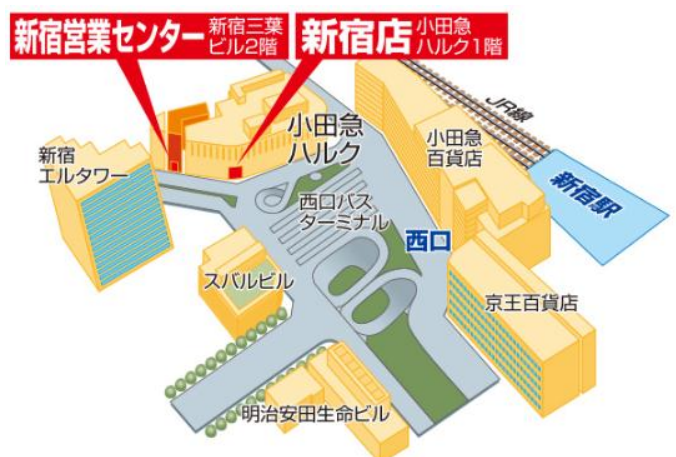 新宿営業センター 新宿三葉
ビル2階
新宿店 小田急
ハルク1階
JR線
小田急
ハルク
小田急
百貨店
新宿
エルタワー
新宿駅
西口バス
ターミナル
西口
スバルビル
京王百貨店
明治安田生命ビル